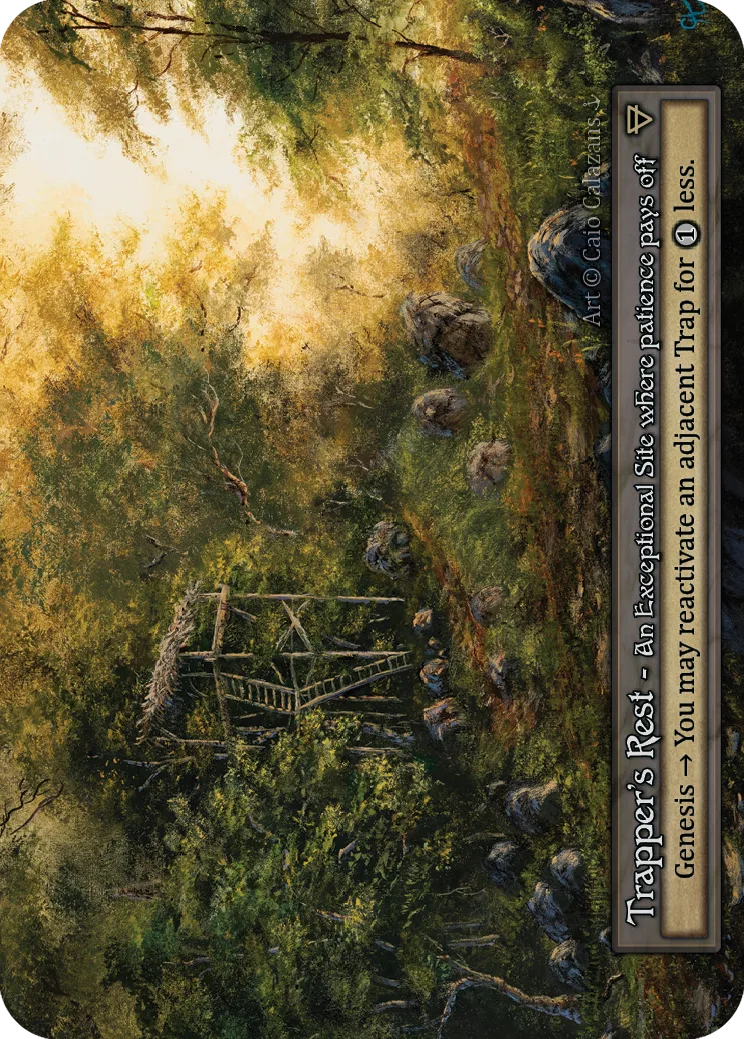 Art © Caio Calazans
Trapper's Rest - An Exceptional Site where patience pays off
Genesis → You may reactivate an adjacent Trap for 1 less.